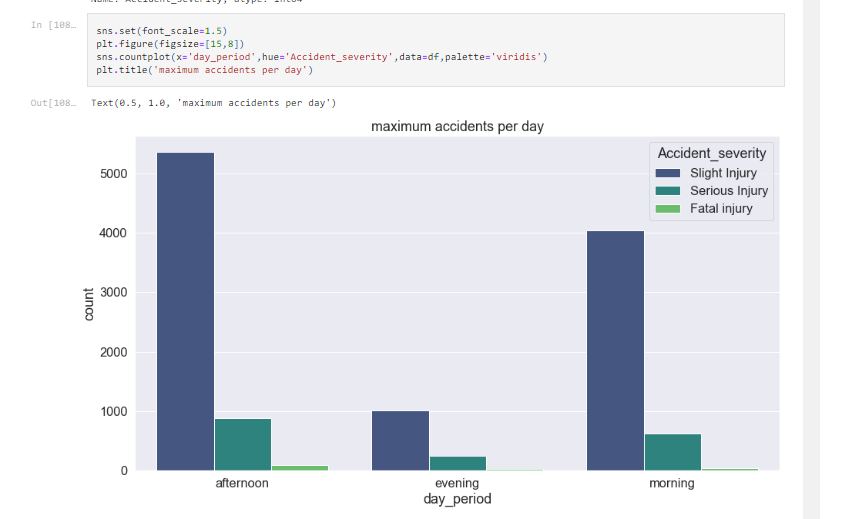 Name: Accident_severity, dtype: int64
In [108…
sns.set(font_scale=1.5)
plt.figure(figsize=[15,8])
sns.countplot(x='day_period',hue='Accident_severity',data=df,palette='viridis')
plt.title('maximum accidents per day')
Out[108… Text(0.5, 1.0, 'maximum accidents per day')
maximum accidents per day
Accident_severity
Slight Injury
Serious Injury
Fatal injury
5000
4000
3000
2000
1000
0
count
afternoon evening morning
day_period